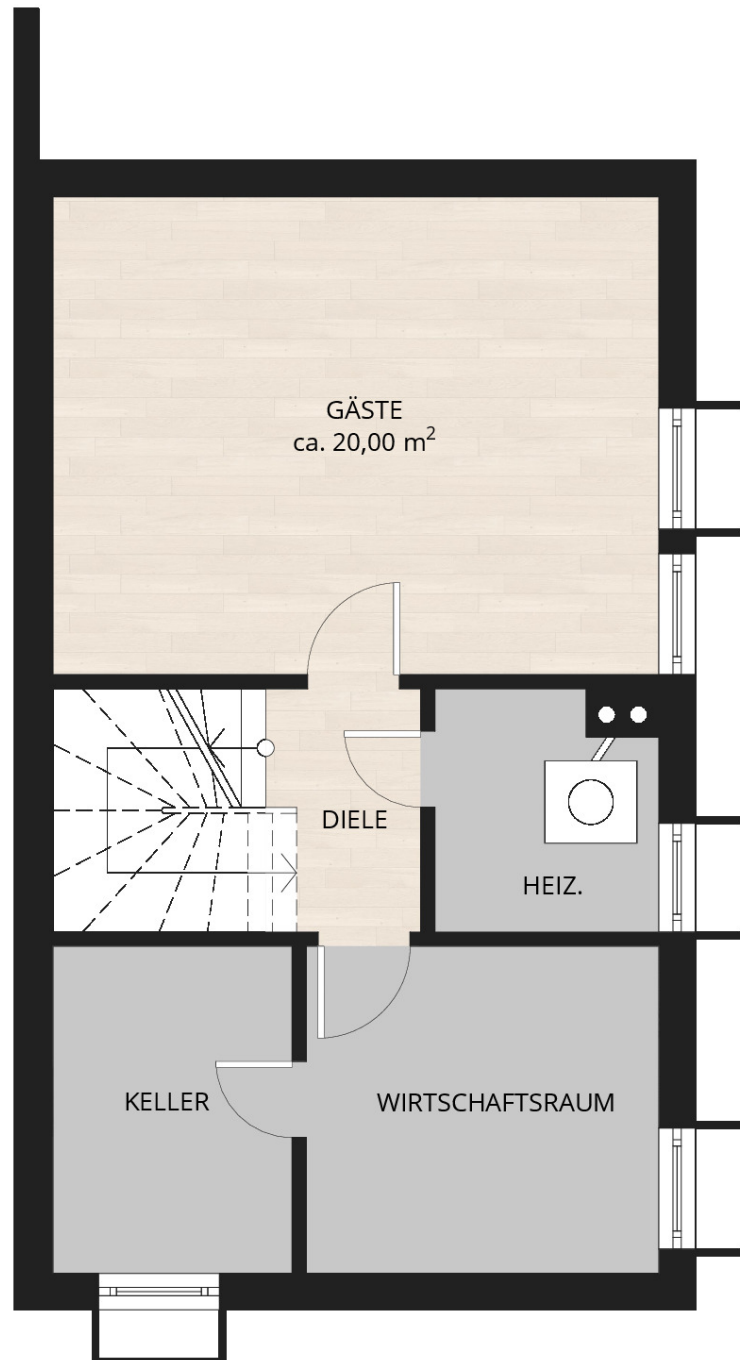 GÄSTE
ca. 20,00 m²
DIELE
HEIZ.
KELLER
WIRTSCHAFTSRAUM